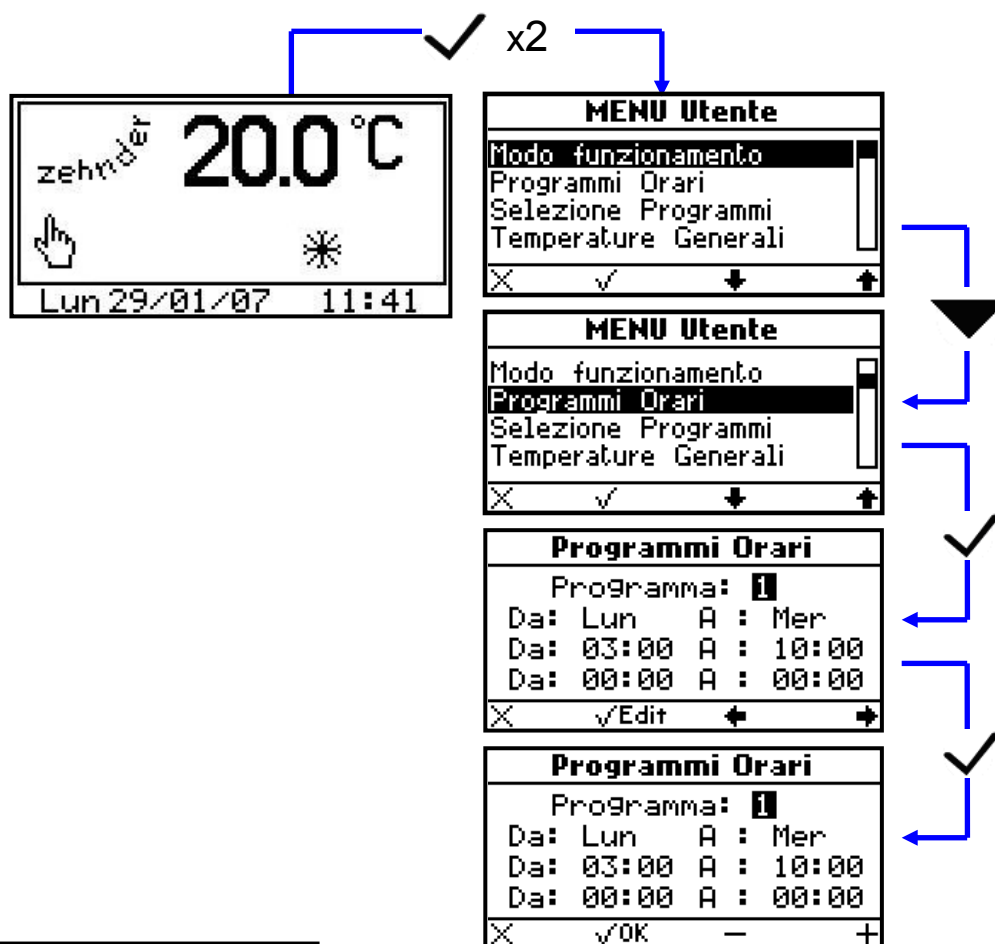 x2
zehnder
20.0 °C
Lun 29/01/07 11:41
MENU Utente
Modo funzionamento
Programmi Orari
Selezione Programmi
Temperature Generali
MENU Utente
Modo funzionamento
Programmi Orari
Selezione Programmi
Temperature Generali
Programmi Orari
Programma: 1
Da: Lun A : Mer
Da: 03:00 A : 10:00
Da: 00:00 A : 00:00
√Edit
Programmi Orari
Programma: 1
Da: Lun A : Mer
Da: 03:00 A : 10:00
Da: 00:00 A : 00:00
√OK − +